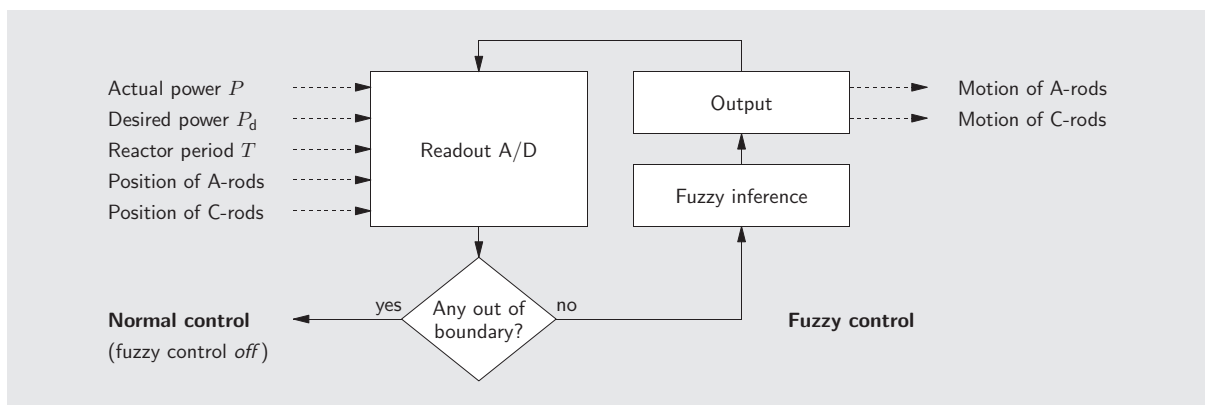 Actual power P
Desired power P_d
Reactor period T
Position of A-rods
Position of C-rods
Readout A/D
Output
Fuzzy inference
Motion of A-rods
Motion of C-rods
yes
Any out of
boundary?
no
Normal control
(fuzzy control off)
Fuzzy control